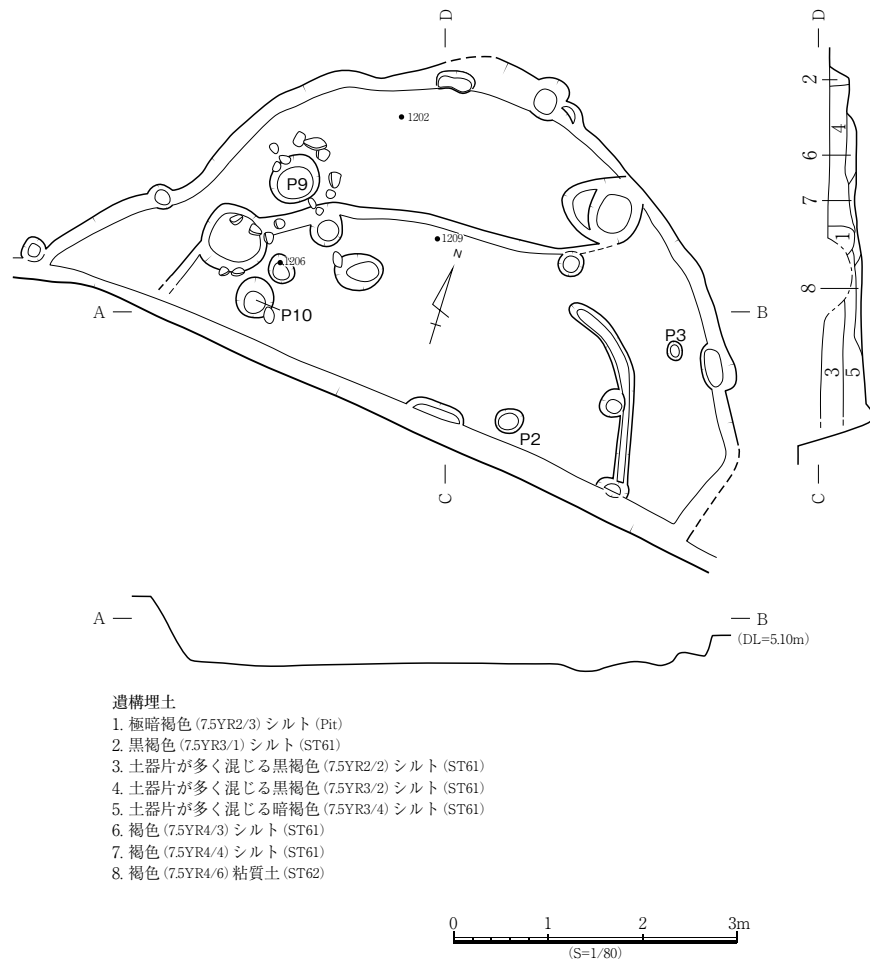 D
D
1202
P9
1209
N
1206
P10
A
B
P3
P2
C
2
4
6
7
1
8
3
5
C
A
B
(DL=5.10m)
遺構埋土
1. 極暗褐色 (7.5YR2/3) シルト (Pit)
2. 黒褐色 (7.5YR3/1) シルト (ST61)
3. 土器片が多く混じる黒褐色 (7.5YR2/2) シルト (ST61)
4. 土器片が多く混じる黒褐色 (7.5YR3/2) シルト (ST61)
5. 土器片が多く混じる暗褐色 (7.5YR3/4) シルト (ST61)
6. 褐色 (7.5YR4/3) シルト (ST61)
7. 褐色 (7.5YR4/4) シルト (ST61)
8. 褐色 (7.5YR4/6) 粘質土 (ST62)
0 1 2 3m
(S=1/80)